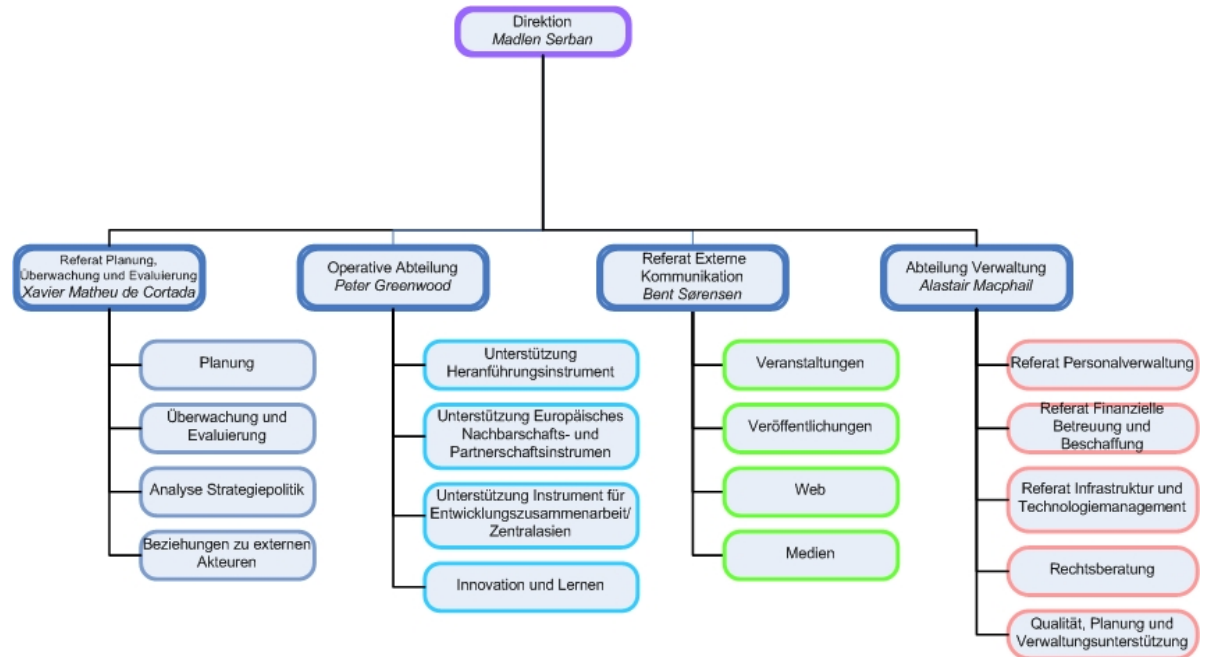 Direktion
Madlen Serban
Referat Planung,
Überwachung und Evaluierung
Xavier Matheu de Cortada
Operative Abteilung
Peter Greenwood
Referat Externe
Kommunikation
Bent Sørensen
Abteilung Verwaltung
Alastair Macphail
Planung
Überwachung und
Evaluierung
Analyse Strategiepolitik
Beziehungen zu externen
Akteuren
Unterstützung
Heranführungsinstrument
Unterstützung Europäisches
Nachbarschafts- und
Partnerschaftsinstrumen
Unterstützung Instrument für
Entwicklungszusammenarbeit/
Zentralasien
Innovation und Lernen
Veranstaltungen
Veröffentlichungen
Web
Medien
Referat Personalverwaltung
Referat Finanzielle
Betreuung und
Beschaffung
Referat Infrastruktur und
Technologiemanagement
Rechtsberatung
Qualität, Planung und
Verwaltungsunterstützung